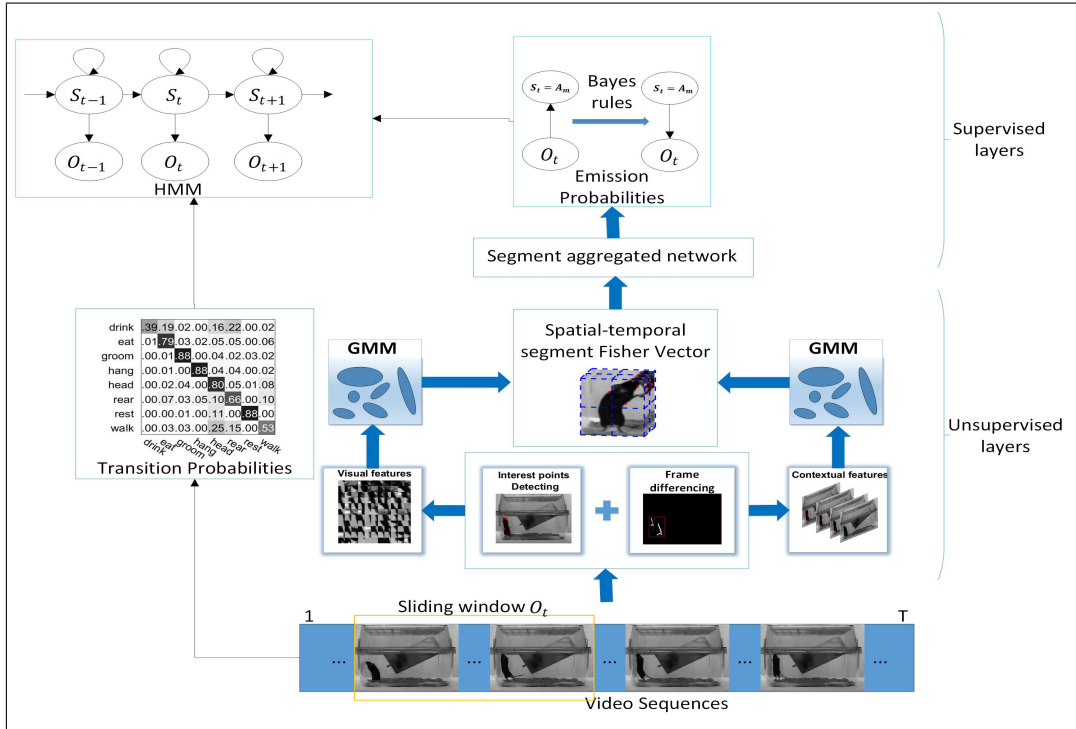 S_{t-1} S_t S_{t+1}
O_{t-1} O_t O_{t+1}
HMM
S_t = A_m
Bayes
rules
S_t = A_m
O_t
O_t
Emission
Probabilities
Supervised
layers
Segment aggregated network
drink .39 .19 .02 .00 .16 .22 .00 .02
eat .01 .79 .03 .02 .05 .05 .00 .06
groom .00 .01 .88 .00 .04 .02 .03 .02
hang .00 .01 .00 .88 .04 .04 .00 .02
head .00 .02 .04 .00 .80 .05 .01 .08
rear .00 .07 .03 .05 .10 .66 .00 .10
rest .00 .00 .01 .00 .11 .00 .88 .00
walk .00 .03 .03 .00 .25 .15 .00 .53
drink eat groom hang head rear rest walk
Transition Probabilities
GMM
Spatial-temporal
segment Fisher Vector
GMM
Unsupervised
layers
Visual features
Interest points
Detecting
+
Frame
differencing
Contextual features
Sliding window O_t
1
T
... ... ... ... ...
Video Sequences